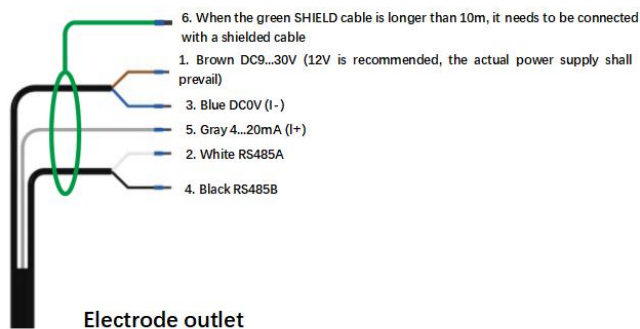 6. When the green SHIELD cable is longer than 10m, it needs to be connected
with a shielded cable
1. Brown DC9...30V (12V is recommended, the actual power supply shall
prevail)
3. Blue DC0V (I-)
5. Gray 4...20mA (I+)
2. White RS485A
4. Black RS485B
Electrode outlet